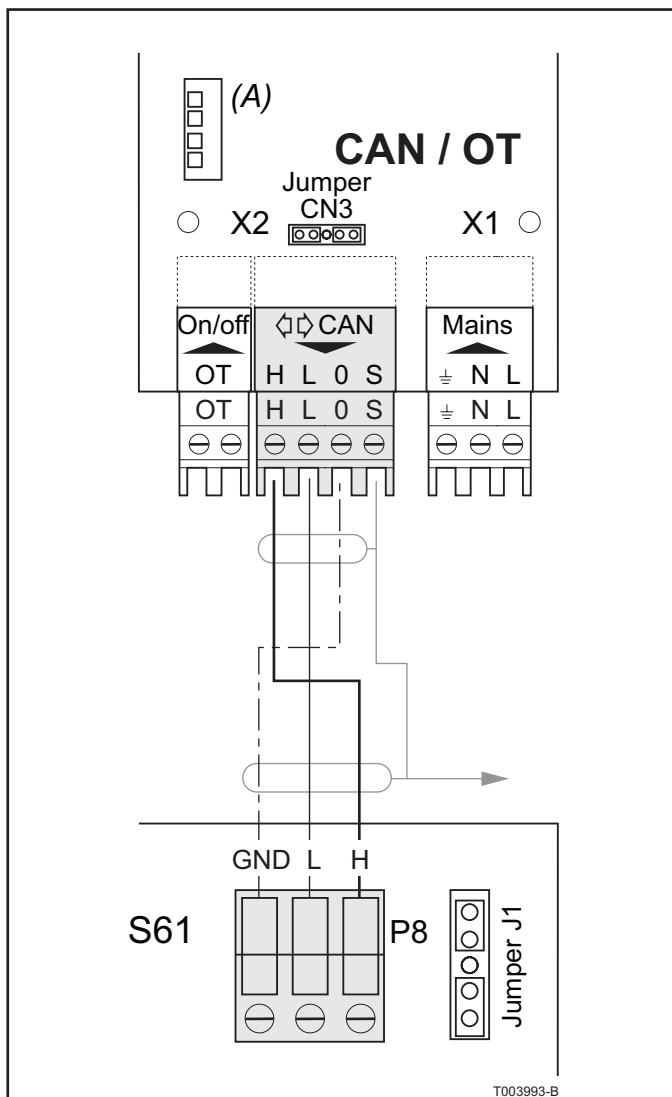 (A)
CAN / OT
Jumper
CN3
X2
X1
On/off
CAN
Mains
OT
H L 0 S
N L
OT
H L 0 S
N L
GND L H
S61
P8
Jumper J1
T003993-B